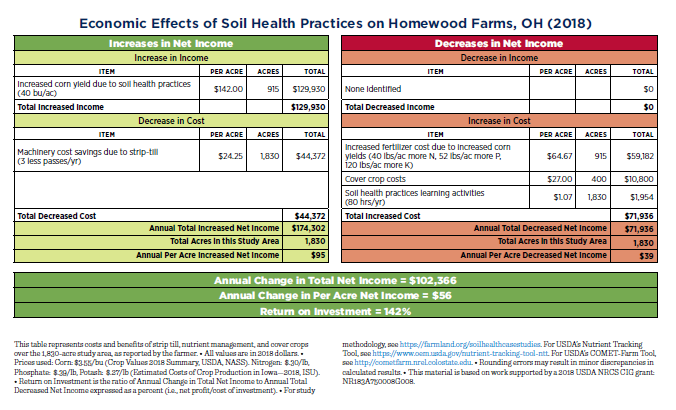 Economic Effects of Soil Health Practices on Homewood Farms, OH (2018)
Increases in Net Income
Increase in Income
ITEM PER ACRE ACRES TOTAL
Increased corn yield due to soil health practices
(40 bu/ac) $142.00 915 $129,930
Total Increased Income $129,930
Decrease in Cost
ITEM PER ACRE ACRES TOTAL
Machinery cost savings due to strip-till
(3 less passes/yr) $24.25 1,830 $44,372
Total Decreased Cost $44,372
Annual Total Increased Net Income $174,302
Total Acres in this Study Area 1,830
Annual Per Acre Increased Net Income $95
Decreases in Net Income
Decrease in Income
ITEM PER ACRE ACRES TOTAL
None Identified $0
Total Decreased Income $0
Increase in Cost
ITEM PER ACRE ACRES TOTAL
Increased fertilizer cost due to increased corn
yields (40 lbs/ac more N, 52 lbs/ac more P,
120 lbs/ac more K) $64.67 915 $59,182
Cover crop costs $27.00 400 $10,800
Soil health practices learning activities
(80 hrs/yr) $1.07 1,830 $1,954
Total Increased Cost $71,936
Annual Total Decreased Net Income $71,936
Total Acres in this Study Area 1,830
Annual Per Acre Decreased Net Income $39
Annual Change in Total Net Income = $102,366
Annual Change in Per Acre Net Income = $56
Return on Investment = 142%
This table represents costs and benefits of strip till, nutrient management, and cover crops
over the 1,830-acre study area, as reported by the farmer. • All values are in 2018 dollars. •
Prices used: Corn: $3.55/bu (Crop Values 2018 Summary, USDA, NASS). Nitrogen: $.30/lb,
Phosphate: $.39/lb, Potash: $.27/lb (Estimated Costs of Crop Production in Iowa—2018, ISU).
• Return on Investment is the ratio of Annual Change in Total Net Income to Annual Total
Decreased Net Income expressed as a percent (i.e., net profit/cost of investment). • For study
methodology, see https://farmland.org/soilhealthcasestudies. For USDA's Nutrient Tracking
Tool, see https://www.oem.usda.gov/nutrient-tracking-tool-ntt. For USDA's COMET-Farm Tool,
see http://cometfarm.nrel.colostate.edu. • Rounding errors may result in minor discrepancies in
calculated results. • This material is based on work supported by a 2018 USDA NRCS CIG grant:
NR183A750008G008.